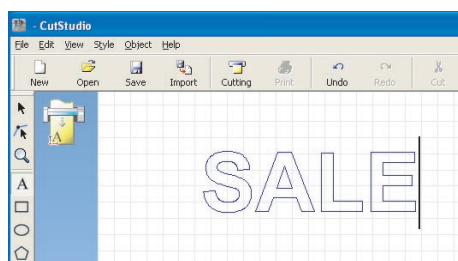 - CutStudio
File Edit View Style Object Help
New Open Save Import Cutting Print Undo Redo Cut
A
A
SALE